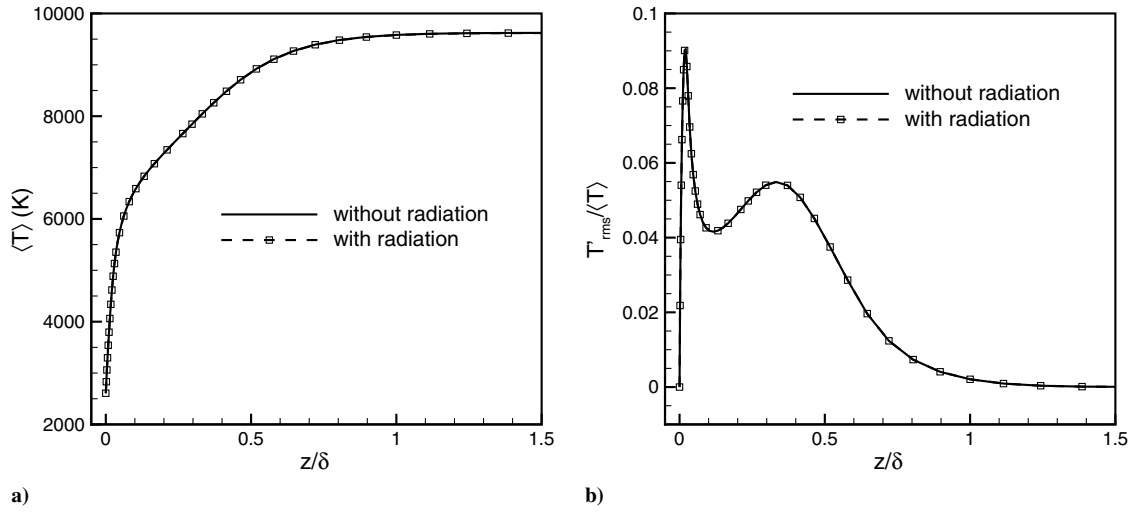 10000
8000
6000
4000
2000
⟨T⟩ (K)
without radiation
with radiation
0
0.5
1
1.5
z/δ
a)
0.1
0.08
0.06
0.04
0.02
0
T'rms/⟨T⟩
without radiation
with radiation
0
0.5
1
1.5
z/δ
b)